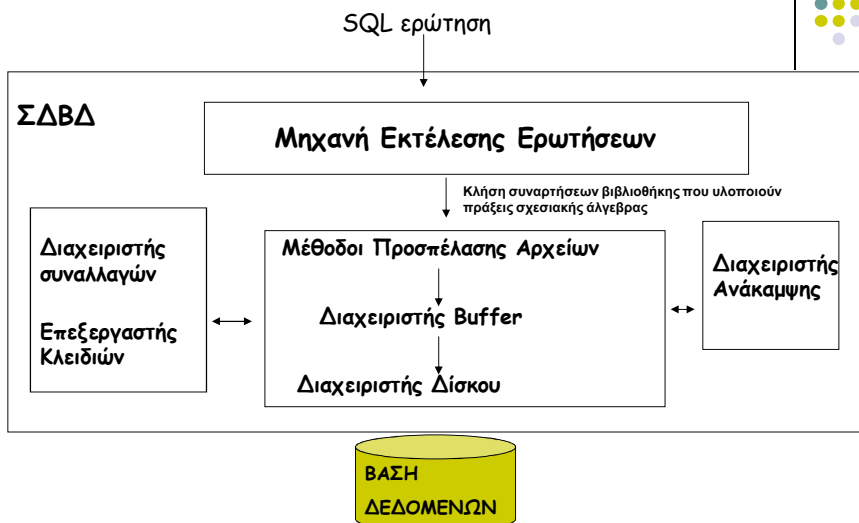 SQL ερώτηση
ΣΔΒΔ
Μηχανή Εκτέλεσης Ερωτήσεων
Κλήση συναρτήσεων βιβλιοθήκης που υλοποιούν
πράξεις σχεσιακής άλγεβρας
Διαχειριστής
συναλλαγών
Επεξεργαστής
Κλειδιών
Μέθοδοι Προσπέλασης Αρχείων
Διαχειριστής Buffer
Διαχειριστής Δίσκου
Διαχειριστής
Ανάκαμψης
ΒΑΣΗ
ΔΕΔΟΜΕΝΩΝ